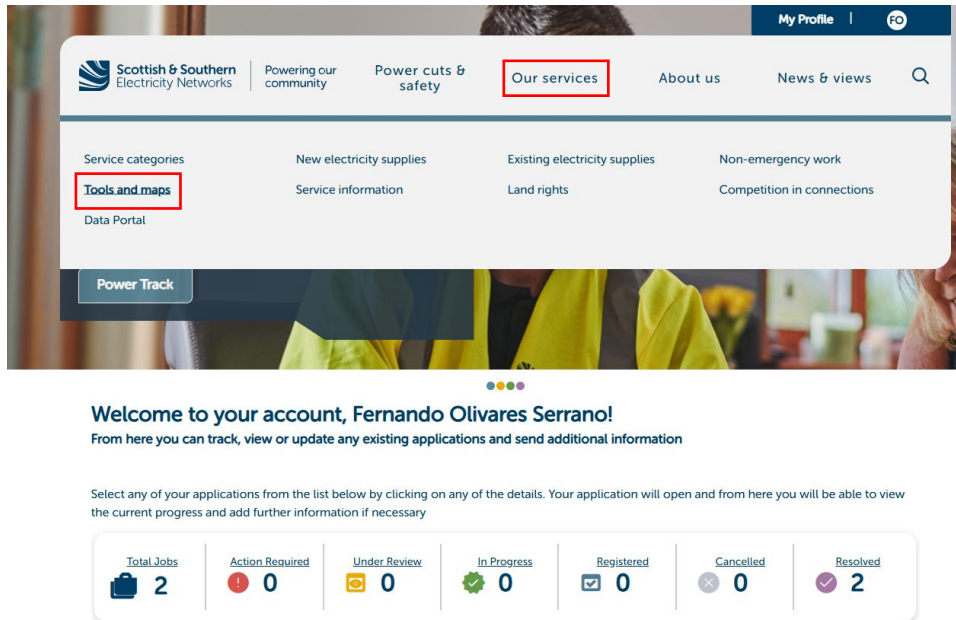 My Profile | FO
Scottish & Southern
Electricity Networks
Powering our
community
Power cuts &
safety
Our services
About us
News & views
Service categories
New electricity supplies
Existing electricity supplies
Non-emergency work
Tools and maps
Service information
Land rights
Competition in connections
Data Portal
Power Track
Welcome to your account, Fernando Olivares Serrano!
From here you can track, view or update any existing applications and send additional information
Select any of your applications from the list below by clicking on any of the details. Your application will open and from here you will be able to view
the current progress and add further information if necessary
Total Jobs
2
Action Required
0
Under Review
0
In Progress
0
Registered
0
Cancelled
0
Resolved
2